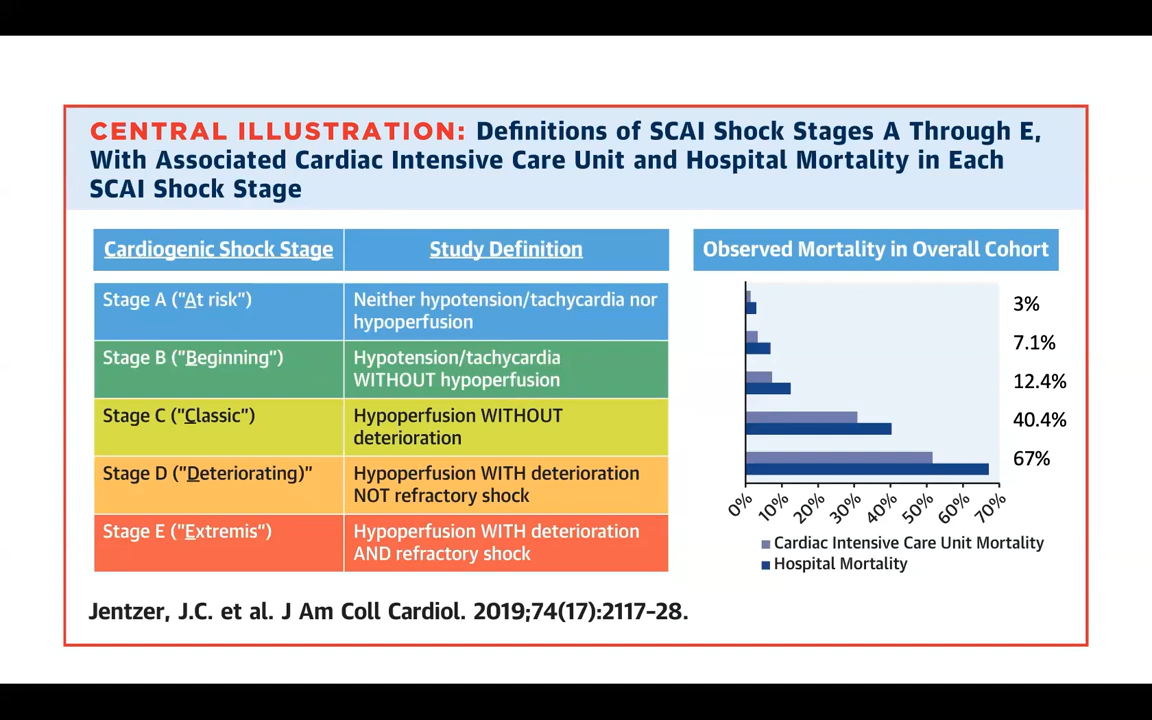 CENTRAL ILLUSTRATION: Definitions of SCAI Shock Stages A Through E,
With Associated Cardiac Intensive Care Unit and Hospital Mortality in Each
SCAI Shock Stage
Cardiogenic Shock Stage
Study Definition
Stage A ("At risk")
Neither hypotension/tachycardia nor
hypoperfusion
Stage B ("Beginning")
Hypotension/tachycardia
WITHOUT hypoperfusion
Stage C ("Classic")
Hypoperfusion WITHOUT
deterioration
Stage D ("Deteriorating)"
Hypoperfusion WITH deterioration
NOT refractory shock
Stage E ("Extremis")
Hypoperfusion WITH deterioration
AND refractory shock
Observed Mortality in Overall Cohort
3%
7.1%
12.4%
40.4%
67%
0% 10% 20% 30% 40% 50% 60% 70%
Cardiac Intensive Care Unit Mortality
Hospital Mortality
Jentzer, J.C. et al. J Am Coll Cardiol. 2019;74(17):2117–28.